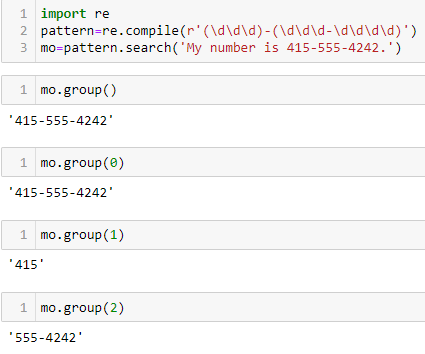 1 import re
2 pattern=re.compile(r'(\d\d\d)-(\d\d\d-\d\d\d\d)')
3 mo=pattern.search('My number is 415-555-4242.')
1 mo.group()
'415-555-4242'
1 mo.group(0)
'415-555-4242'
1 mo.group(1)
'415'
1 mo.group(2)
'555-4242'